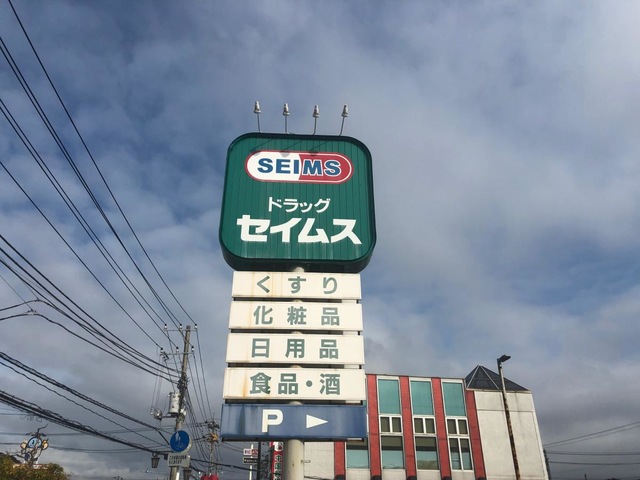 SEIMS
ドラッグ
セイムス
くすり
化粧品
日用品
食品・酒
P